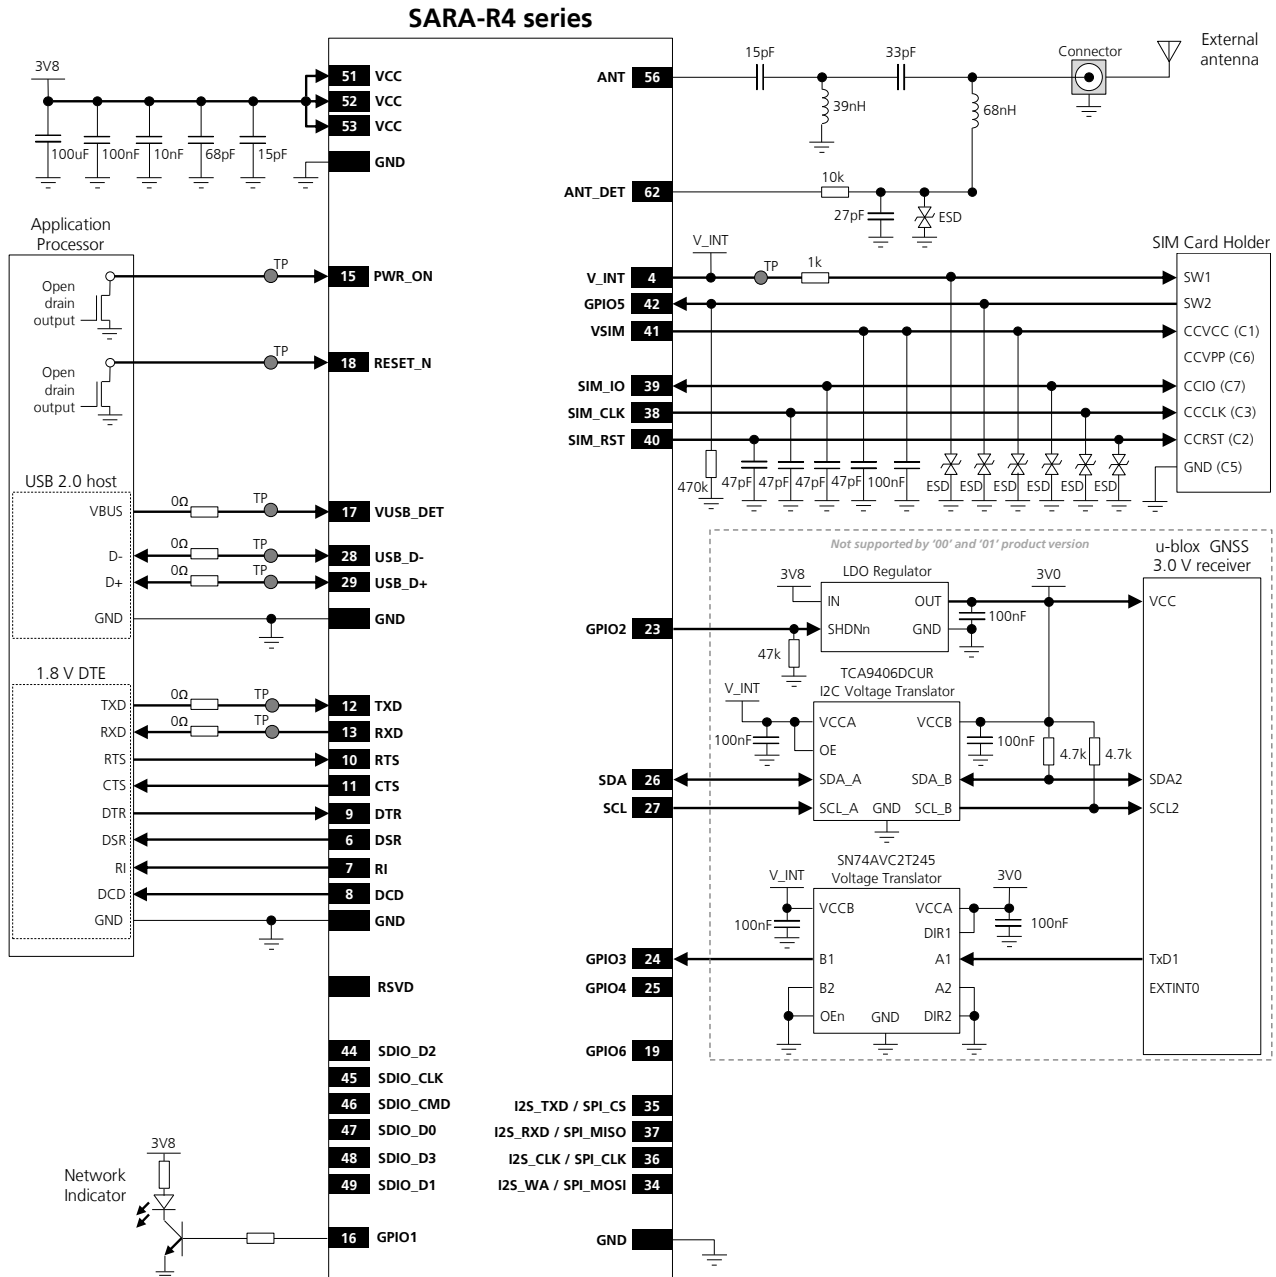 SARA-R4 series
3V8
51 VCC
52 VCC
53 VCC
100uF 100nF 10nF 68pF 15pF
GND
ANT 56
15pF
33pF
39nH
68nH
Connector
External
antenna
ANT_DET 62
10k
27pF
ESD
Application
Processor
Open
drain
output
TP
15 PWR_ON
Open
drain
output
TP
18 RESET_N
V_INT
SIM Card Holder
V_INT 4
TP
1k
SW1
GPIO5 42
SW2
VSIM 41
CCVCC (C1)
CCVPP (C6)
SIM_IO 39
CCIO (C7)
SIM_CLK 38
CCCLK (C3)
SIM_RST 40
CCRST (C2)
GND (C5)
470k 47pF 47pF 47pF 47pF 100nF ESD ESD ESD ESD ESD ESD
USB 2.0 host
VBUS 0Ω TP 17 VUSB_DET
D- 0Ω TP 28 USB_D-
D+ 0Ω TP 29 USB_D+
GND GND
1.8 V DTE
TXD 0Ω TP 12 TXD
RXD 0Ω TP 13 RXD
RTS 10 RTS
CTS 11 CTS
DTR 9 DTR
DSR 6 DSR
RI 7 RI
DCD 8 DCD
GND GND
Not supported by '00' and '01' product version
u-blox GNSS
3.0 V receiver
3V8
LDO Regulator
3V0
IN OUT
100nF
VCC
GPIO2 23
SHDNn GND
47k
TCA9406DCUR
I2C Voltage Translator
V_INT
100nF
VCCA VCCB
OE
100nF
4.7k 4.7k
SDA 26
SDA_A SDA_B
SDA2
SCL 27
SCL_A GND SCL_B
SCL2
SN74AVC2T245
Voltage Translator
V_INT
3V0
100nF
VCCB VCCA
100nF
DIR1
GPIO3 24
B1 A1
TxD1
GPIO4 25
B2 A2
EXTINT0
OEn GND DIR2
RSVD
44 SDIO_D2
45 SDIO_CLK
46 SDIO_CMD
47 SDIO_D0
48 SDIO_D3
49 SDIO_D1
GPIO6 19
I2S_TXD / SPI_CS 35
I2S_RXD / SPI_MISO 37
I2S_CLK / SPI_CLK 36
I2S_WA / SPI_MOSI 34
3V8
Network
Indicator
16 GPIO1
GND